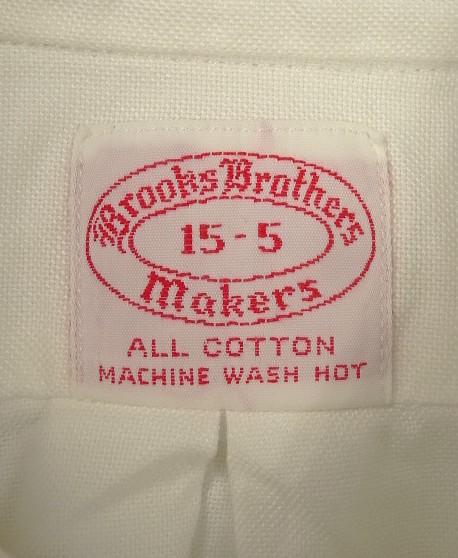 Brooks Brothers
15-5
Makers
ALL COTTON
MACHINE WASH HOT